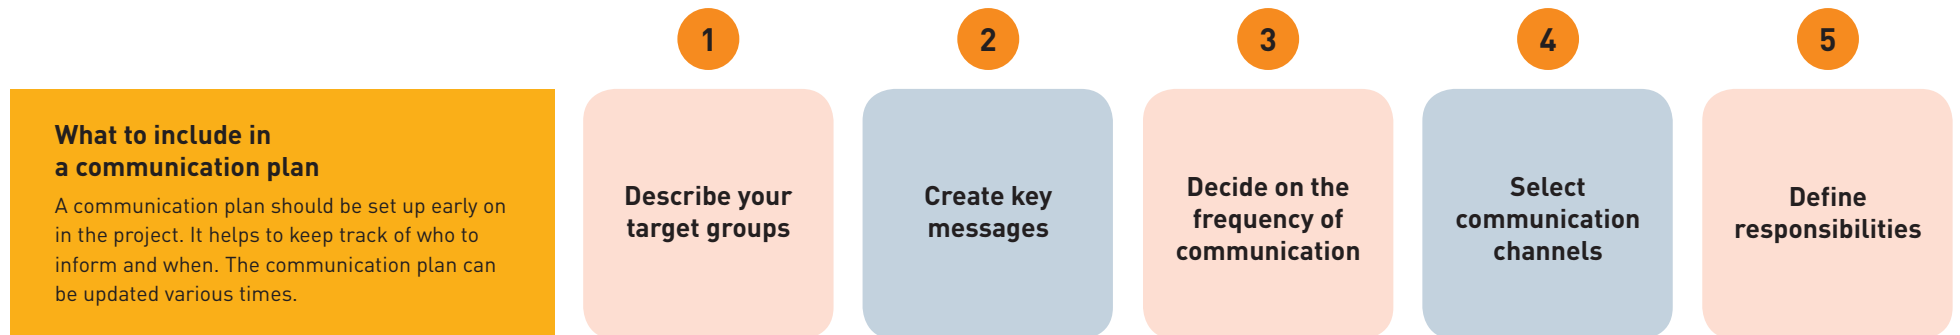 What to include in
a communication plan
A communication plan should be set up early on
in the project. It helps to keep track of who to
inform and when. The communication plan can
be updated various times.
1
Describe your
target groups
2
Create key
messages
3
Decide on the
frequency of
communication
4
Select
communication
channels
5
Define
responsibilities